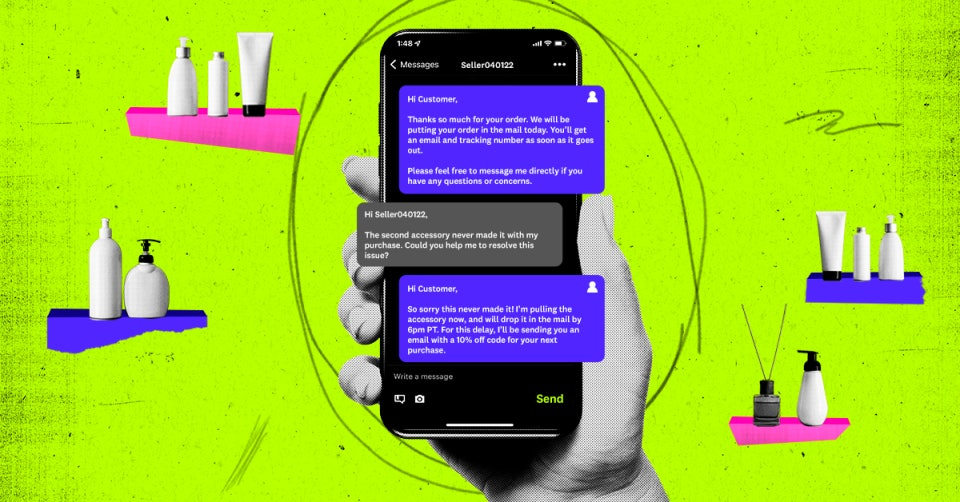 1:48
Messages
Seller040122
Hi Customer,
Thanks so much for your order. We will be
putting your order in the mail today. You'll get
an email and tracking number as soon as it goes
out.
Please feel free to message me directly if you
have any questions or concerns.
Hi Seller040122,
The second accessory never made it with my
purchase. Could you help me to resolve this
issue?
Hi Customer,
So sorry this never made it! I'm pulling the
accessory now, and will drop it in the mail by
6pm PT. For this delay, I'll be sending you an
email with a 10% off code for your next
purchase.
Write a message
Send